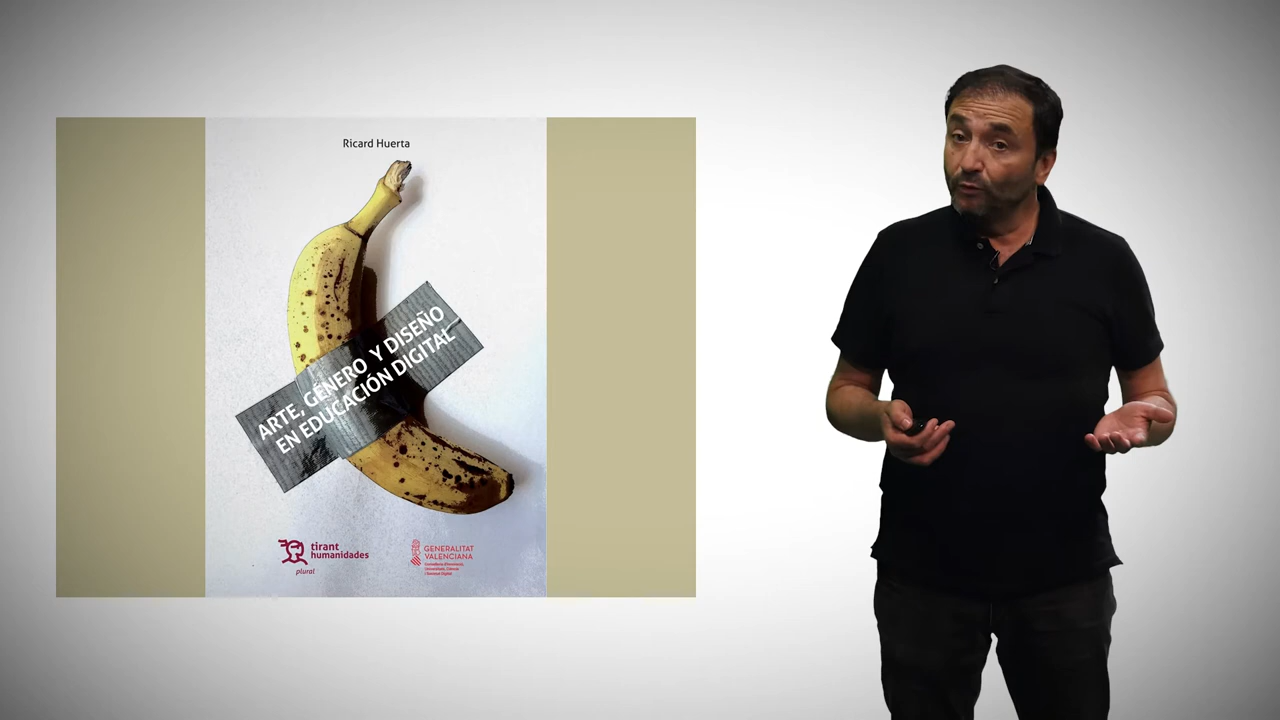 Ricard Huerta
ARTE, GÉNERO Y DISEÑO
EN EDUCACIÓN DIGITAL
tirant
humanidades
plural
GENERALITAT
VALENCIANA